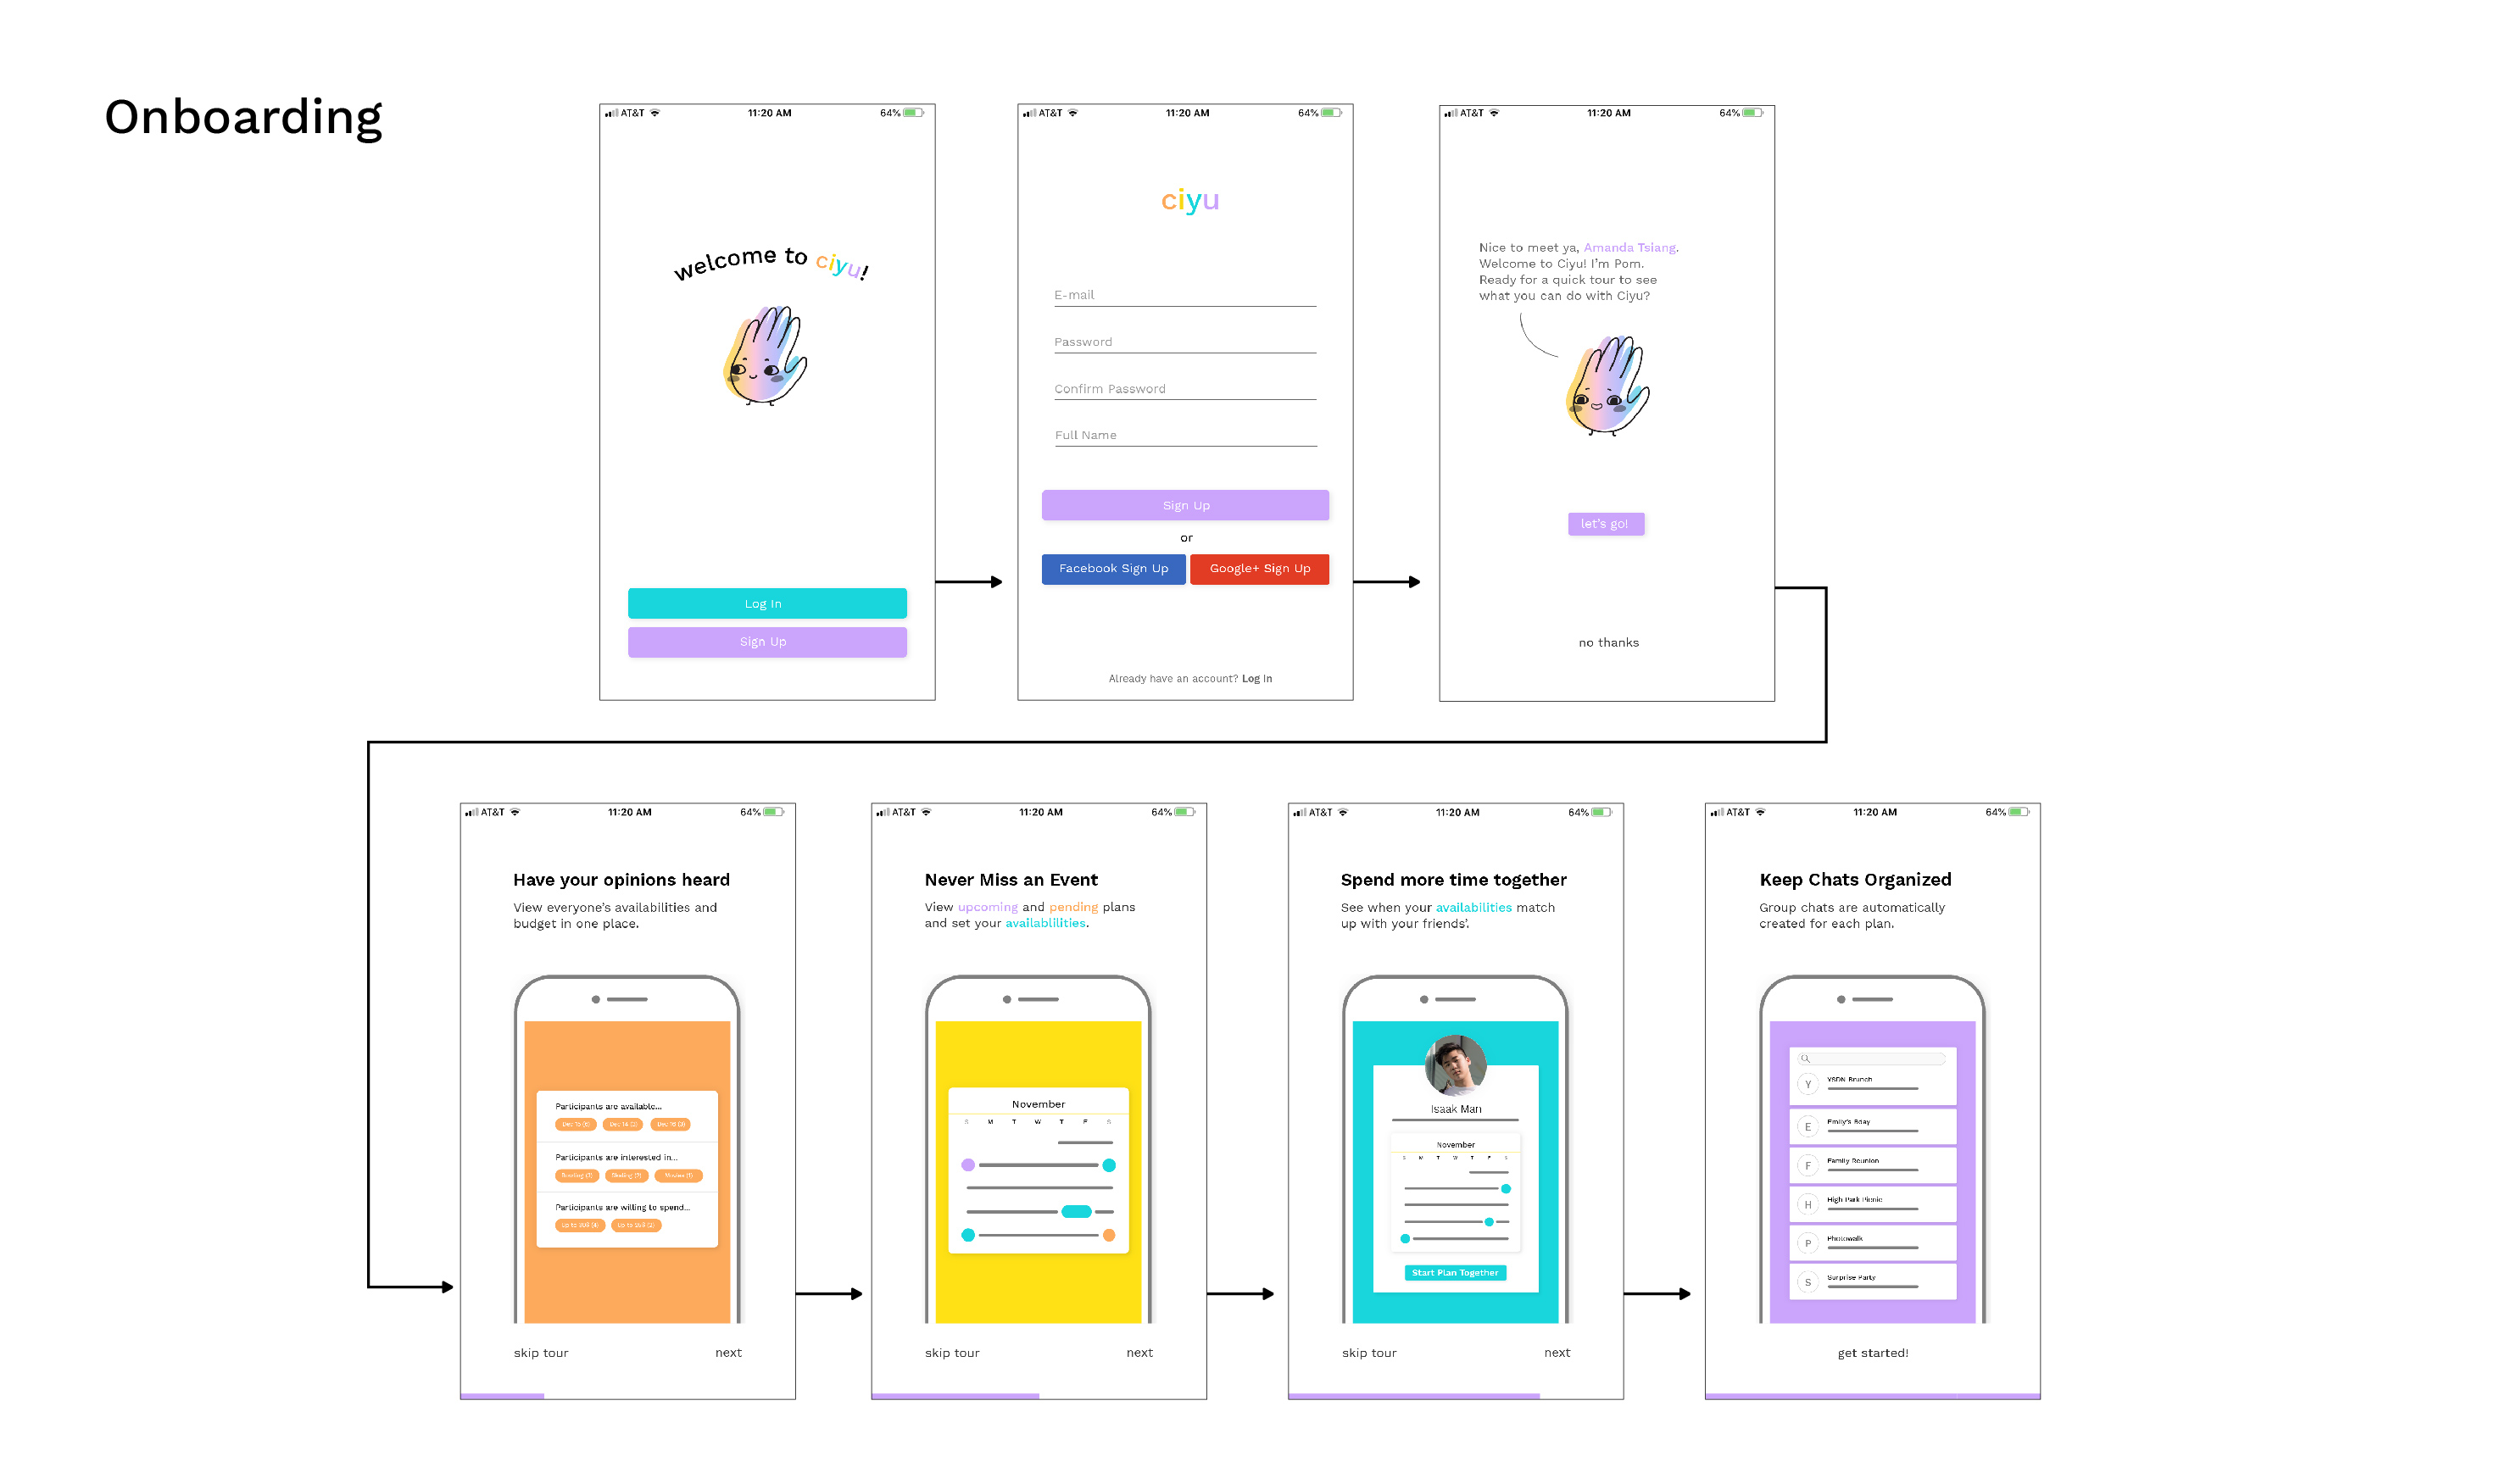 Onboarding
AT&T 11:20 AM 64%
welcome to ciyu!
Log In
Sign Up
AT&T 11:20 AM 64%
ciyu
E-mail
Password
Confirm Password
Full Name
Sign Up
or
Facebook Sign Up Google+ Sign Up
Already have an account? Log In
AT&T 11:20 AM 64%
Nice to meet ya, Amanda Tsiang.
Welcome to Ciyu! I'm Pom.
Ready for a quick tour to see
what you can do with Ciyu?
let's go!
no thanks
AT&T 11:20 AM 64%
Have your opinions heard
View everyone's availabilities and
budget in one place.
Participants are available...
Participants are interested in...
Participants are willing to spend...
skip tour next
AT&T 11:20 AM 64%
Never Miss an Event
View upcoming and pending plans
and set your availablilities.
November
S M T W T F S
skip tour next
AT&T 11:20 AM 64%
Spend more time together
See when your availabilities match
up with your friends'.
Isaak Man
November
S M T W T F S
Start Plan Together
skip tour next
AT&T 11:20 AM 64%
Keep Chats Organized
Group chats are automatically
created for each plan.
Y YSDN Brunch
E Emily's Bday
F Family Reunion
H High Park Picnic
P Photowalk
S Surprise Party
get started!